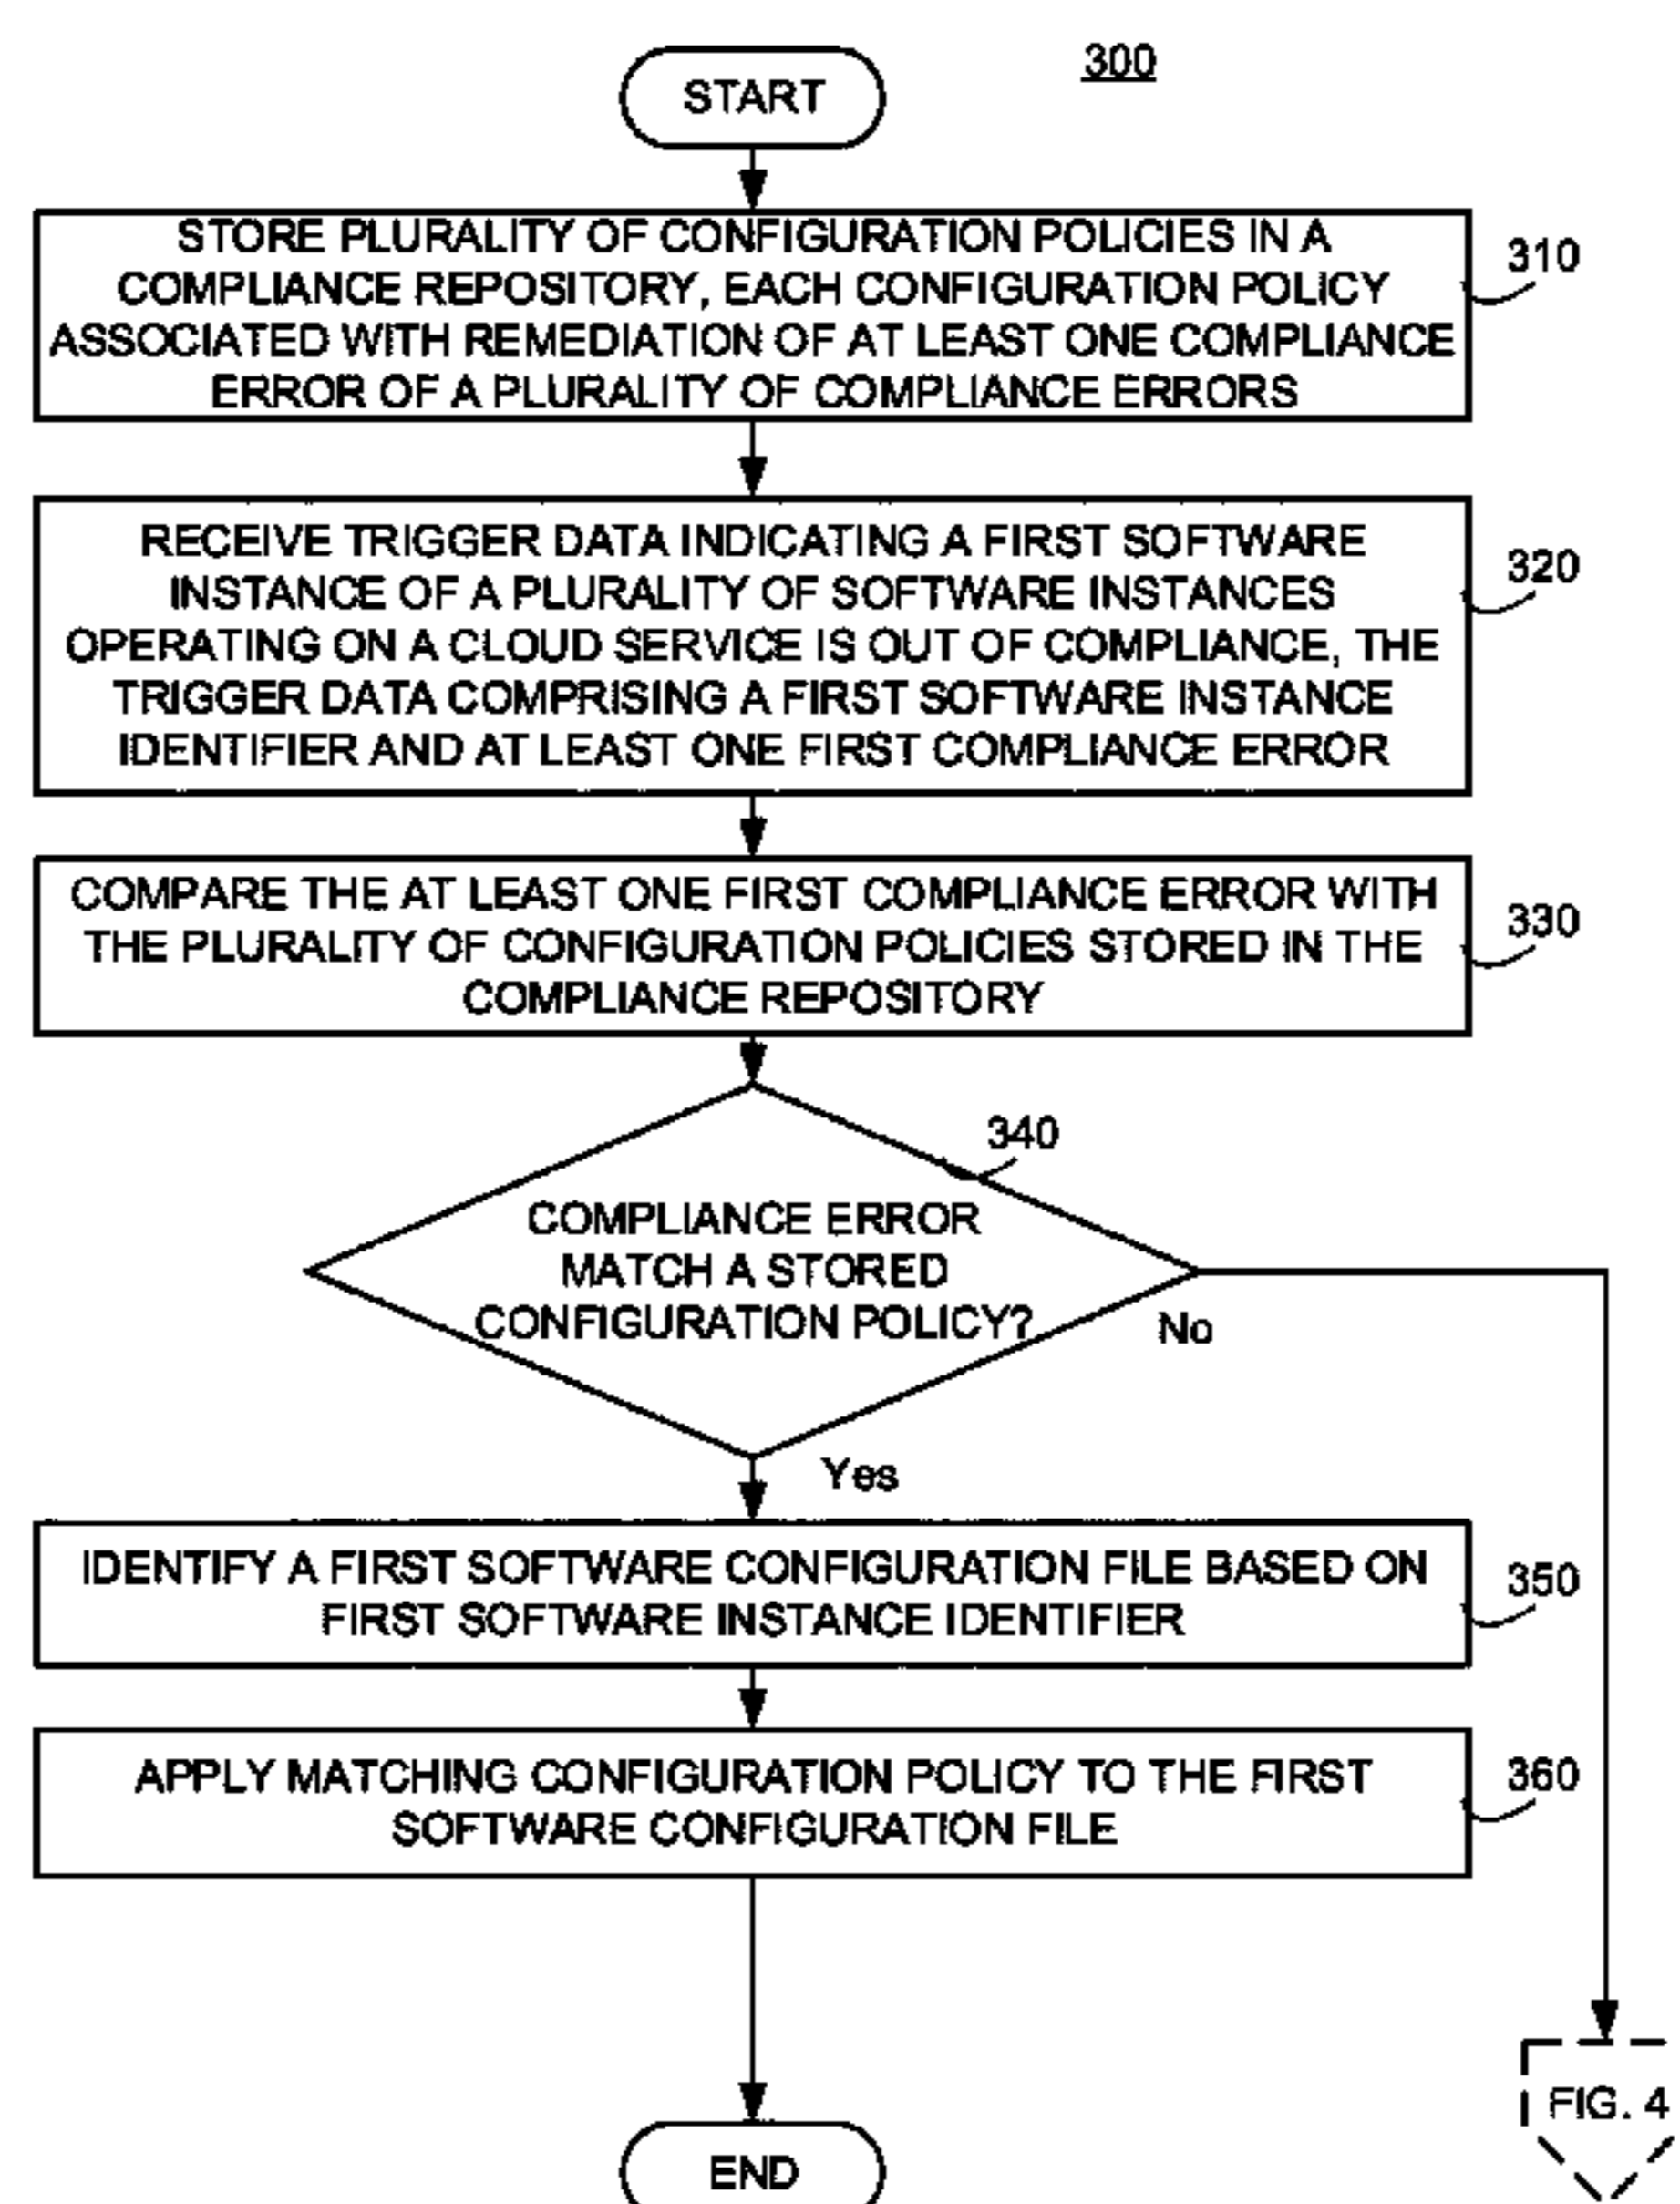 300
START
STORE PLURALITY OF CONFIGURATION POLICIES IN A
COMPLIANCE REPOSITORY, EACH CONFIGURATION POLICY
ASSOCIATED WITH REMEDIATION OF AT LEAST ONE COMPLIANCE
ERROR OF A PLURALITY OF COMPLIANCE ERRORS
310
RECEIVE TRIGGER DATA INDICATING A FIRST SOFTWARE
INSTANCE OF A PLURALITY OF SOFTWARE INSTANCES
OPERATING ON A CLOUD SERVICE IS OUT OF COMPLIANCE, THE
TRIGGER DATA COMPRISING A FIRST SOFTWARE INSTANCE
IDENTIFIER AND AT LEAST ONE FIRST COMPLIANCE ERROR
320
COMPARE THE AT LEAST ONE FIRST COMPLIANCE ERROR WITH
THE PLURALITY OF CONFIGURATION POLICIES STORED IN THE
COMPLIANCE REPOSITORY
330
340
COMPLIANCE ERROR
MATCH A STORED
CONFIGURATION POLICY?
No
Yes
IDENTIFY A FIRST SOFTWARE CONFIGURATION FILE BASED ON
FIRST SOFTWARE INSTANCE IDENTIFIER
350
APPLY MATCHING CONFIGURATION POLICY TO THE FIRST
SOFTWARE CONFIGURATION FILE
360
FIG. 4
END